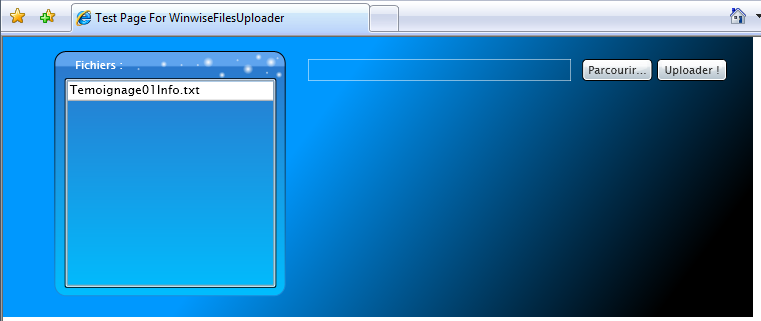 Test Page For WinwiseFilesUploader
Fichiers :
Parcourir... Uploader !
Temoignage01Info.txt